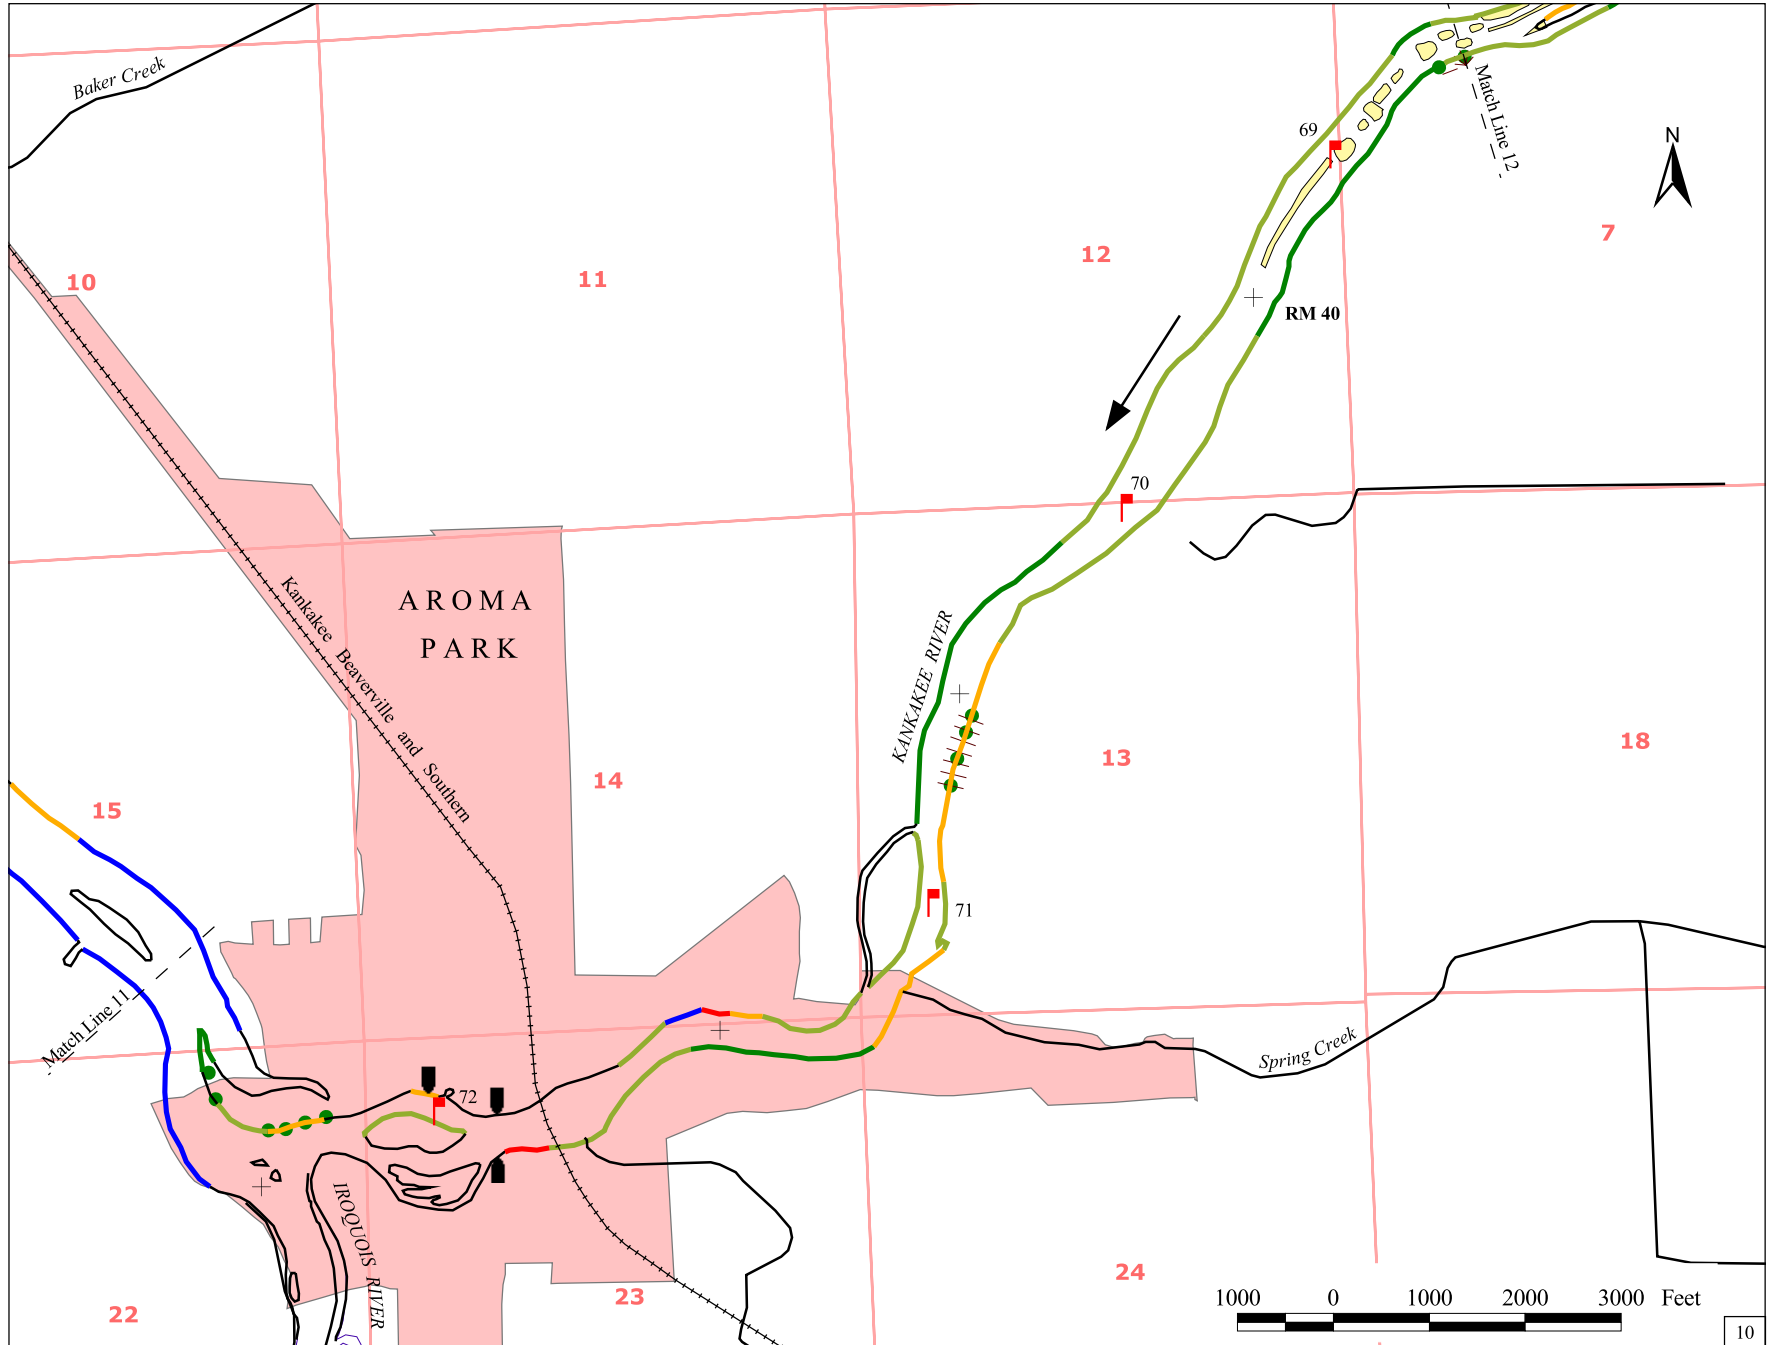 Baker Creek
Match Line 12
69
N
7
12
10
11
RM 40
70
AROMA
PARK
Kankakee Beaverville and Southern
KANKAKEE RIVER
13
18
14
15
71
Match Line 11
Spring Creek
72
IROQUOIS RIVER
24
23
22
1000 0 1000 2000 3000 Feet
10